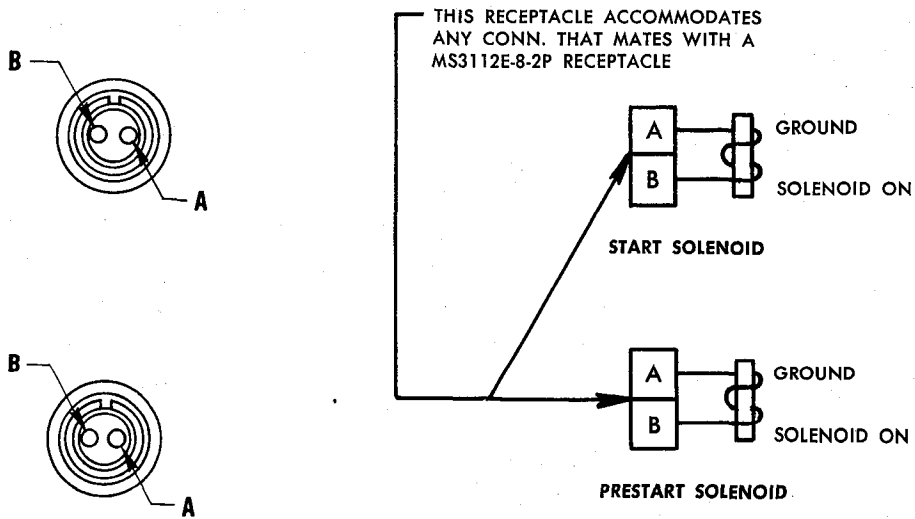 THIS RECEPTACLE ACCOMMODATES
ANY CONN. THAT MATES WITH A
MS3112E-8-2P RECEPTACLE
B
A
A
GROUND
B
SOLENOID ON
START SOLENOID
B
A
A
GROUND
B
SOLENOID ON
PRESTART SOLENOID